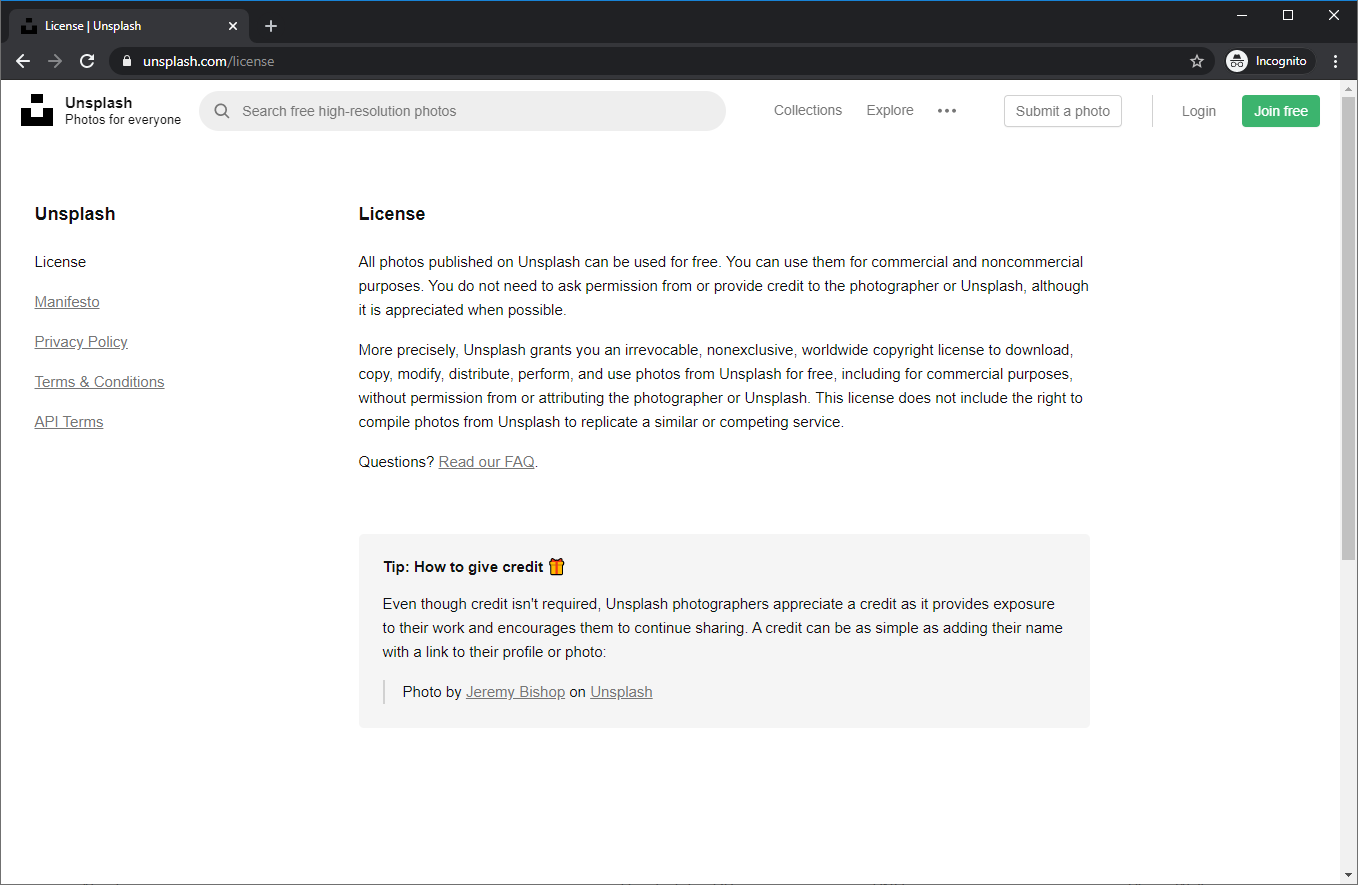 License | Unsplash
unsplash.com/license
Incognito
Unsplash
Photos for everyone
Search free high-resolution photos
Collections
Explore
Submit a photo
Login
Join free
Unsplash
License
Manifesto
Privacy Policy
Terms & Conditions
API Terms
License
All photos published on Unsplash can be used for free. You can use them for commercial and noncommercial
purposes. You do not need to ask permission from or provide credit to the photographer or Unsplash, although
it is appreciated when possible.
More precisely, Unsplash grants you an irrevocable, nonexclusive, worldwide copyright license to download,
copy, modify, distribute, perform, and use photos from Unsplash for free, including for commercial purposes,
without permission from or attributing the photographer or Unsplash. This license does not include the right to
compile photos from Unsplash to replicate a similar or competing service.
Questions? Read our FAQ.
Tip: How to give credit 🎁
Even though credit isn't required, Unsplash photographers appreciate a credit as it provides exposure
to their work and encourages them to continue sharing. A credit can be as simple as adding their name
with a link to their profile or photo:
Photo by Jeremy Bishop on Unsplash